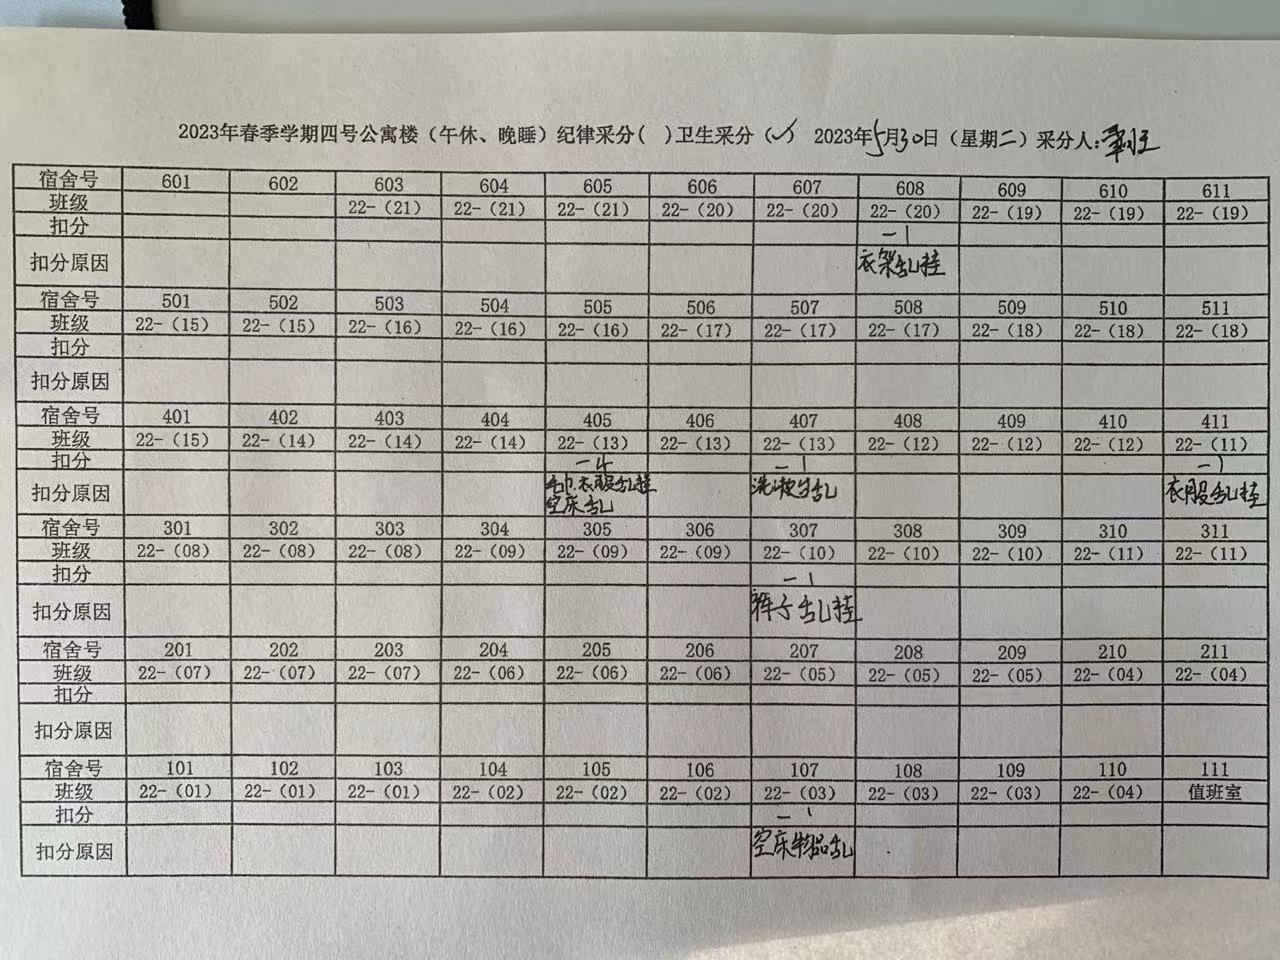 2023年春季学期四号公寓楼（午休、晚睡）纪律采分( )卫生采分（✓） 2023年5月30日（星期二）采分人:
宿舍号 601 602 603 604 605 606 607 608 609 610 611
班级 22-（21） 22-（21） 22-（21） 22-（20） 22-（20） 22-（20） 22-（19） 22-（19） 22-（19）
扣分 -1
扣分原因 衣架乱挂
宿舍号 501 502 503 504 505 506 507 508 509 510 511
班级 22-（15） 22-（15） 22-（16） 22-（16） 22-（16） 22-（17） 22-（17） 22-（17） 22-（18） 22-（18） 22-（18）
扣分
扣分原因
宿舍号 401 402 403 404 405 406 407 408 409 410 411
班级 22-（15） 22-（14） 22-（14） 22-（14） 22-（13） 22-（13） 22-（13） 22-（12） 22-（12） 22-（12） 22-（11）
扣分 -4 -1 -1
扣分原因 毛巾.衣服乱挂 空床乱 乱 衣服乱挂
宿舍号 301 302 303 304 305 306 307 308 309 310 311
班级 22-（08） 22-（08） 22-（08） 22-（09） 22-（09） 22-（09） 22-（10） 22-（10） 22-（10） 22-（11） 22-（11）
扣分 -1
扣分原因 裤子乱挂
宿舍号 201 202 203 204 205 206 207 208 209 210 211
班级 22-（07） 22-（07） 22-（07） 22-（06） 22-（06） 22-（06） 22-（05） 22-（05） 22-（05） 22-（04） 22-（04）
扣分
扣分原因
宿舍号 101 102 103 104 105 106 107 108 109 110 111
班级 22-（01） 22-（01） 22-（01） 22-（02） 22-（02） 22-（02） 22-（03） 22-（03） 22-（03） 22-（04） 值班室
扣分 -1
扣分原因 空床物品乱